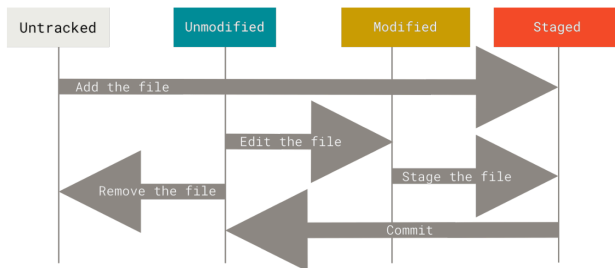 Untracked
Unmodified
Modified
Staged
Add the file
Edit the file
Stage the file
Remove the file
Commit